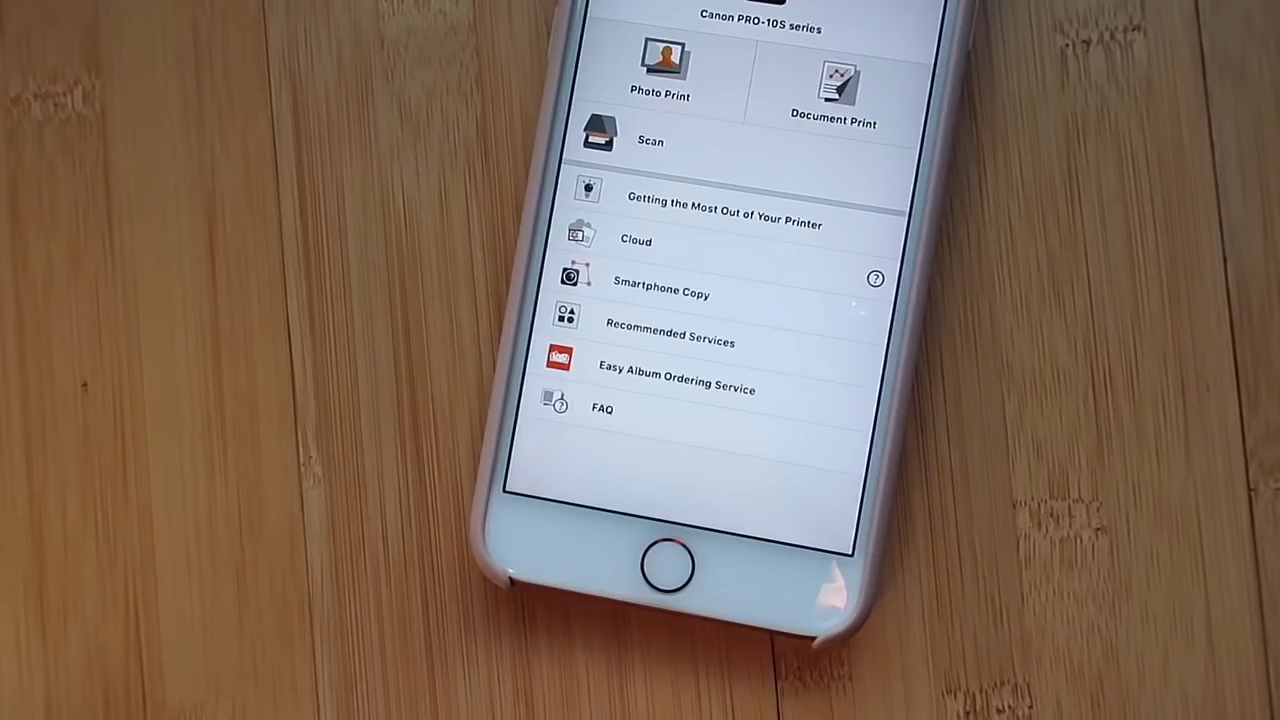 Canon PRO-10S series
Photo Print
Document Print
Scan
Getting the Most Out of Your Printer
Cloud
?
Smartphone Copy
Recommended Services
Easy Album Ordering Service
FAQ